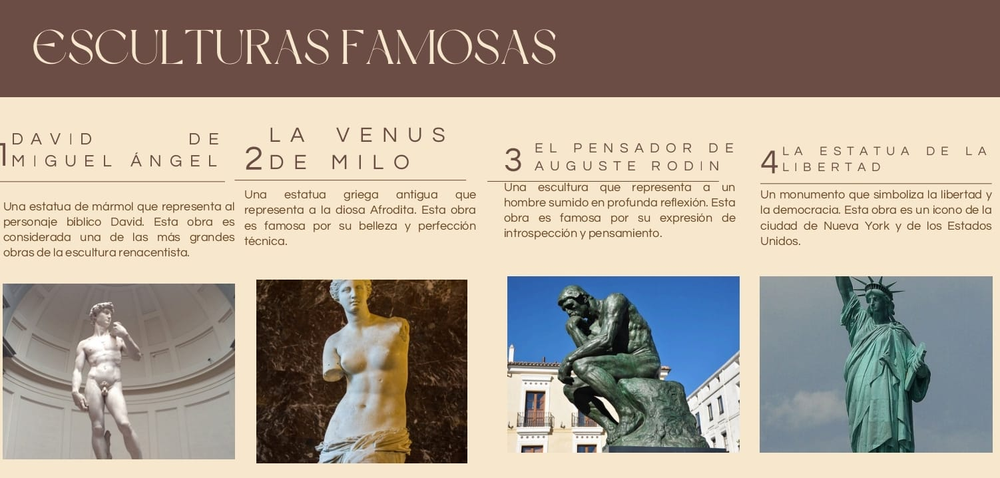 ESCULTURAS FAMOSAS
1
DAVID DE
MIGUEL ÁNGEL
Una estatua de mármol que representa al
personaje bíblico David. Esta obra es
considerada una de las más grandes
obras de la escultura renacentista.
2
LA VENUS
DE MILO
Una estatua griega antigua que
representa a la diosa Afrodita. Esta obra
es famosa por su belleza y perfección
técnica.
3
EL PENSADOR DE
AUGUSTE RODIN
Una escultura que representa a un
hombre sumido en profunda reflexión. Esta
obra es famosa por su expresión de
introspección y pensamiento.
4
LA ESTATUA DE LA
LIBERTAD
Un monumento que simboliza la libertad y
la democracia. Esta obra es un icono de la
ciudad de Nueva York y de los Estados
Unidos.